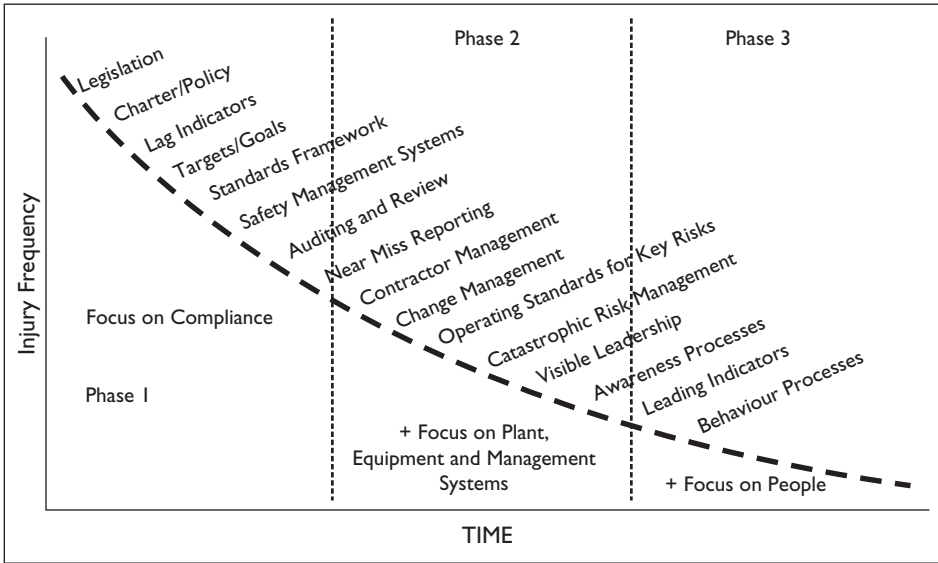 Phase 2
Phase 3
Legislation
Charter/Policy
Lag Indicators
Targets/Goals
Standards Framework
Safety Management Systems
Auditing and Review
Near Miss Reporting
Contractor Management
Change Management
Operating Standards for Key Risks
Catastrophic Risk Management
Visible Leadership
Awareness Processes
Leading Indicators
Behaviour Processes
Injury Frequency
Focus on Compliance
Phase 1
+ Focus on Plant,
Equipment and Management
Systems
+ Focus on People
TIME